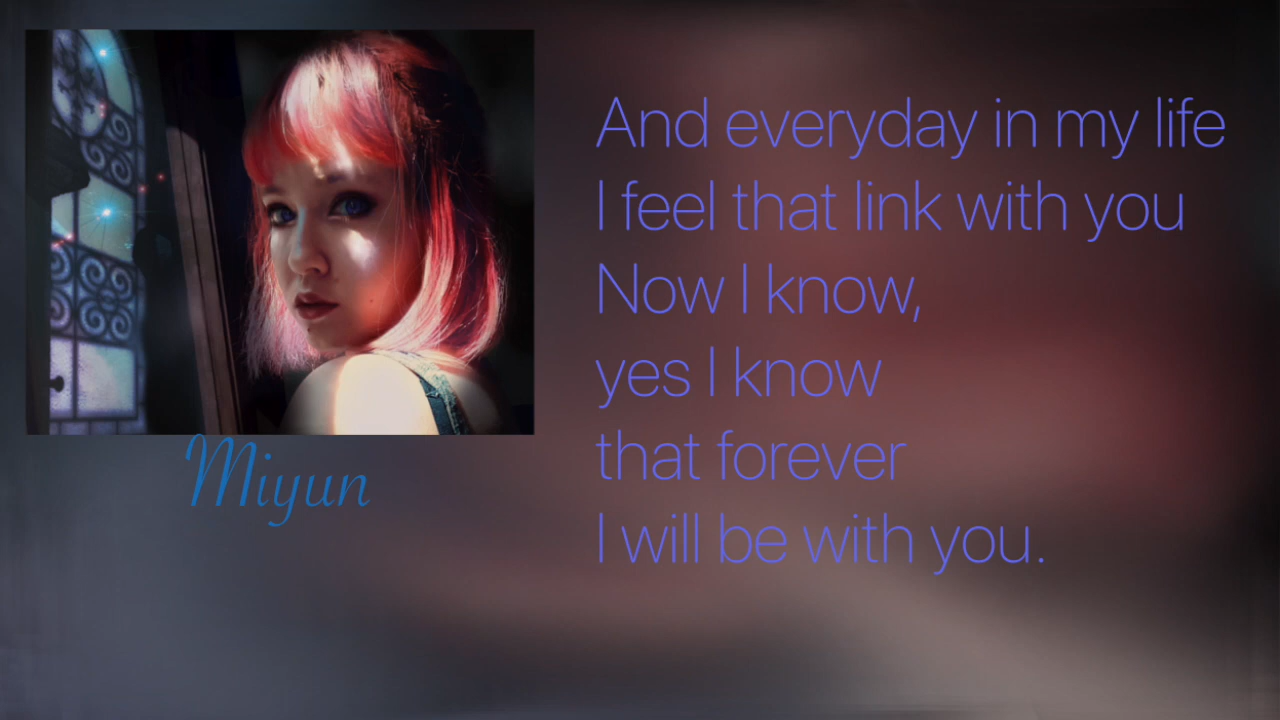 And everyday in my life
I feel that link with you
Now I know,
yes I know
that forever
I will be with you.
Miyun